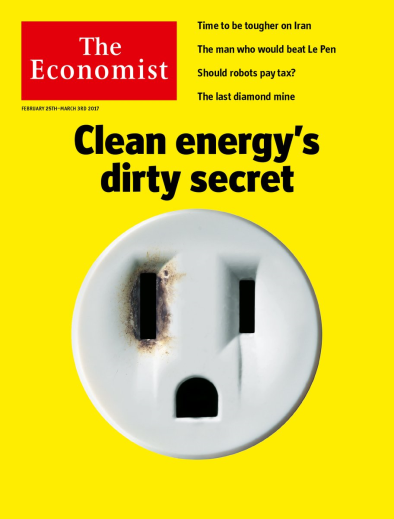 The
Economist
FEBRUARY 25TH–MARCH 3RD 2017
Time to be tougher on Iran
The man who would beat Le Pen
Should robots pay tax?
The last diamond mine
Clean energy's
dirty secret